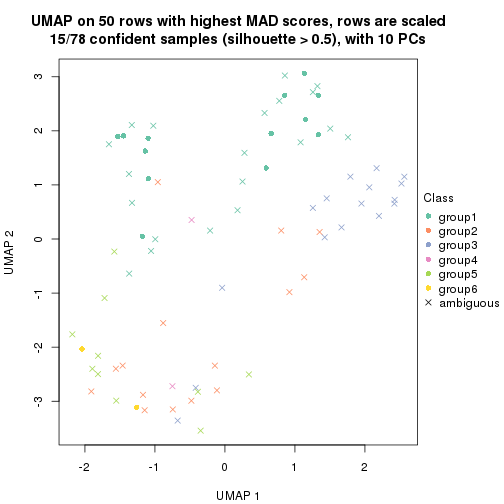 UMAP on 50 rows with highest MAD scores, rows are scaled
15/78 confident samples (silhouette > 0.5), with 10 PCs
3
2
1
0
-1
-2
-3
UMAP 2
-2
-1
0
1
2
UMAP 1
Class
group1
group2
group3
group4
group5
group6
ambiguous